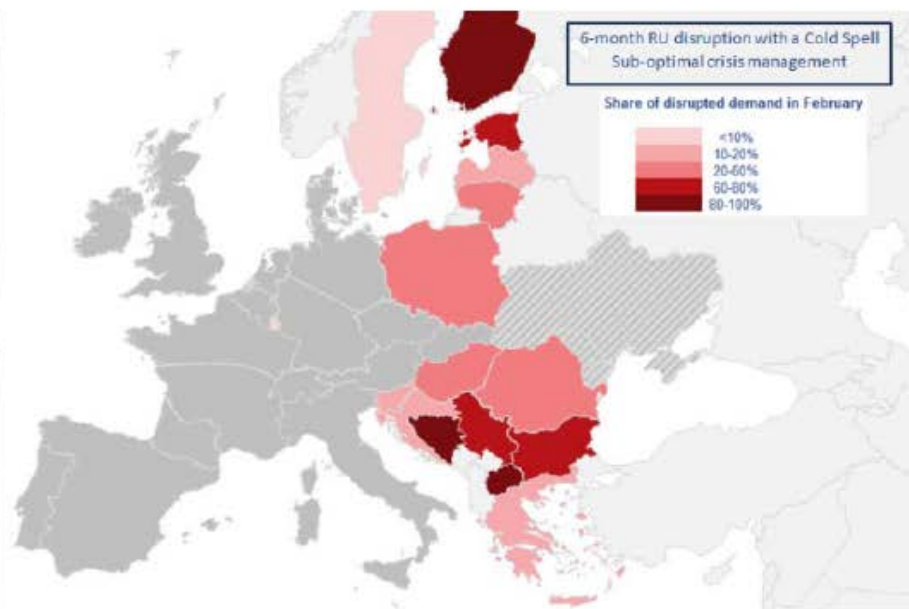 6-month RU disruption with a Cold Spell
Sub-optimal crisis management
Share of disrupted demand in February
<10%
10-20%
20-60%
60-80%
80-100%